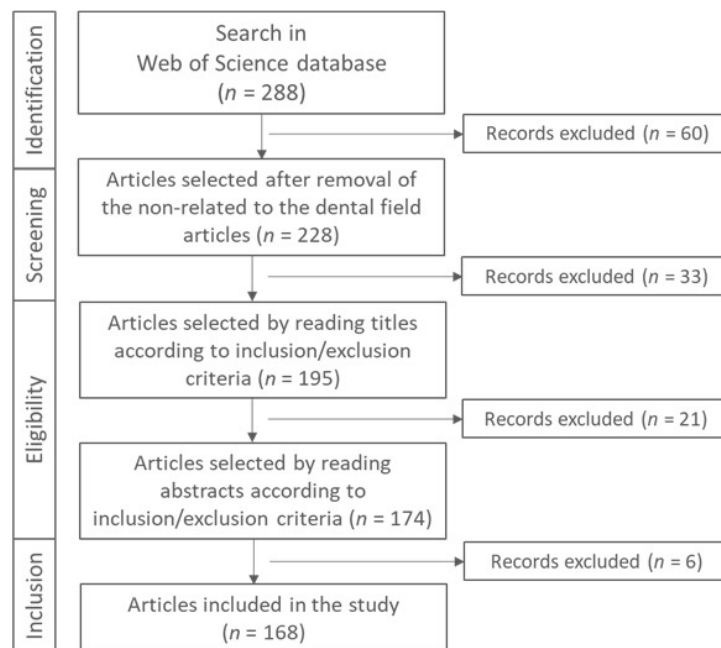 Identification
Search in
Web of Science database
(n = 288)
Records excluded (n = 60)
Screening
Articles selected after removal of
the non-related to the dental field
articles (n = 228)
Records excluded (n = 33)
Eligibility
Articles selected by reading titles
according to inclusion/exclusion
criteria (n = 195)
Records excluded (n = 21)
Articles selected by reading
abstracts according to
inclusion/exclusion criteria (n = 174)
Records excluded (n = 6)
Inclusion
Articles included in the study
(n = 168)